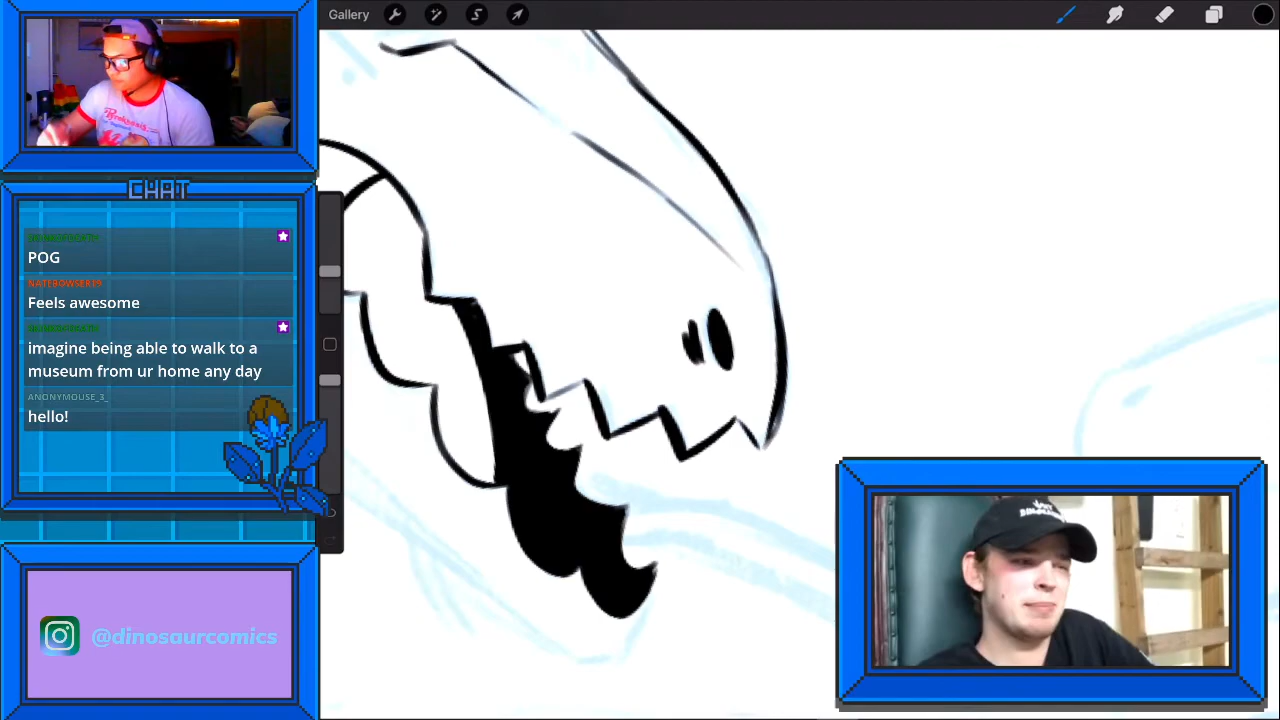 Gallery
CHAT
POG
NATEBOWSER19
Feels awesome
imagine being able to walk to a
museum from ur home any day
ANONYMOUSE_3_
hello!
@dinosaurcomics